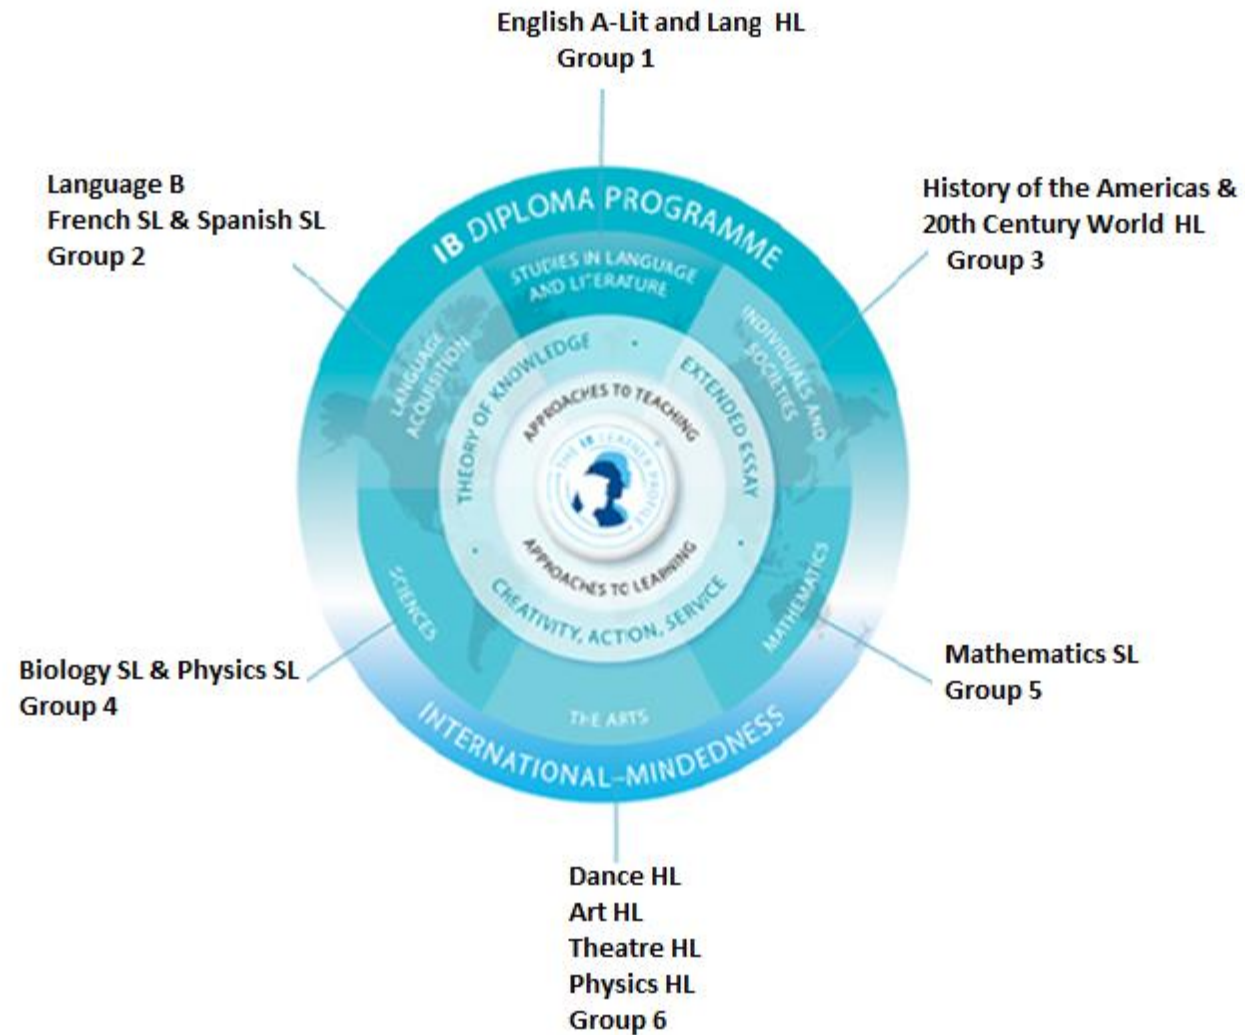 English A-Lit and Lang HL
Group 1
Language B
French SL & Spanish SL
Group 2
History of the Americas &
20th Century World HL
Group 3
IB DIPLOMA PROGRAMME
STUDIES IN LANGUAGE
AND LITERATURE
LANGUAGE
ACQUISITION
INDIVIDUALS AND
SOCIETIES
THEORY OF KNOWLEDGE
EXTENDED ESSAY
APPROACHES TO TEACHING
THE IB LEARNER PROFILE
APPROACHES TO LEARNING
CREATIVITY, ACTION, SERVICE
SCIENCES
MATHEMATICS
THE ARTS
INTERNATIONAL-MINDEDNESS
Biology SL & Physics SL
Group 4
Mathematics SL
Group 5
Dance HL
Art HL
Theatre HL
Physics HL
Group 6